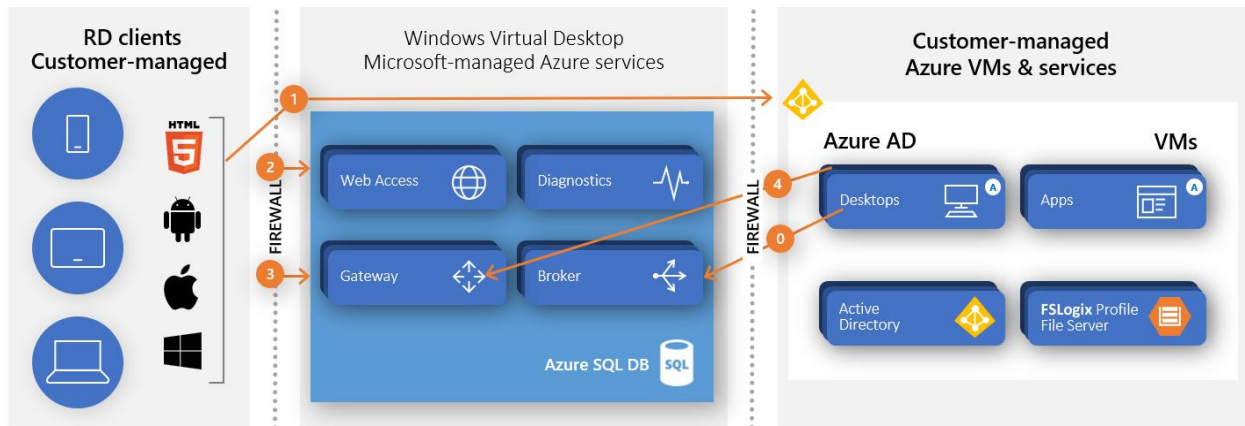 RD clients
Customer-managed
HTML
5
FIREWALL
Windows Virtual Desktop
Microsoft-managed Azure services
1
2
3
Web Access
Diagnostics
Gateway
Broker
Azure SQL DB
SQL
FIREWALL
4
0
Customer-managed
Azure VMs & services
Azure AD
VMs
Desktops
A
Apps
A
Active
Directory
FSLogix Profile
File Server